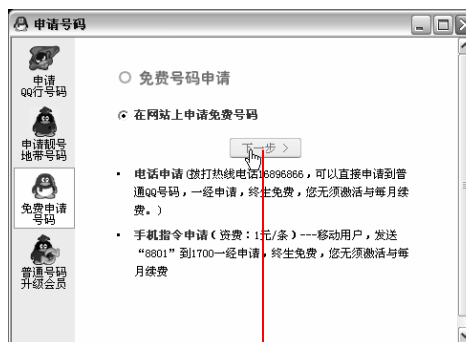 申请号码
申请
QQ行号码
申请靓号
地带号码
免费申请
号码
普通号码
升级会员
免费号码申请
在网站上申请免费号码
下一步 >
• 电话申请(拨打热线电话16896866，可以直接申请到普
通QQ号码，一经申请，终生免费，您无须激活与每月续
费。)
• 手机指令申请(资费：1元/条)---移动用户，发送
“8801”到1700一经申请，终生免费，您无须激活与每
月续费